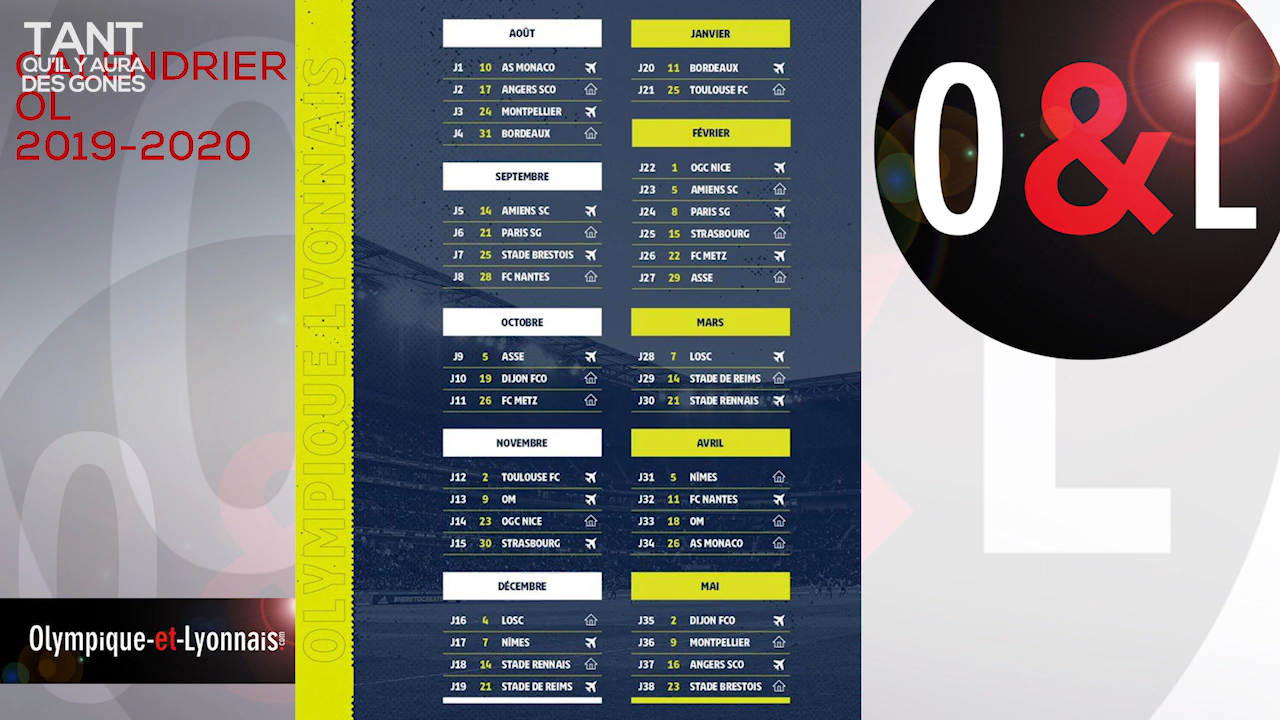 TANT
QU'IL Y AURA
DES GONES
CALENDRIER
OL
2019-2020
Olympique-et-Lyonnais.com
OLYMPIQUE LYONNAIS
AOÛT
J1 10 AS MONACO
J2 17 ANGERS SCO
J3 24 MONTPELLIER
J4 31 BORDEAUX
SEPTEMBRE
J5 14 AMIENS SC
J6 21 PARIS SG
J7 25 STADE BRESTOIS
J8 28 FC NANTES
OCTOBRE
J9 5 ASSE
J10 19 DIJON FCO
J11 26 FC METZ
NOVEMBRE
J12 2 TOULOUSE FC
J13 9 OM
J14 23 OGC NICE
J15 30 STRASBOURG
DÉCEMBRE
J16 4 LOSC
J17 7 NÎMES
J18 14 STADE RENNAIS
J19 21 STADE DE REIMS
JANVIER
J20 11 BORDEAUX
J21 25 TOULOUSE FC
FÉVRIER
J22 1 OGC NICE
J23 5 AMIENS SC
J24 8 PARIS SG
J25 15 STRASBOURG
J26 22 FC METZ
J27 29 ASSE
MARS
J28 7 LOSC
J29 14 STADE DE REIMS
J30 21 STADE RENNAIS
AVRIL
J31 5 NÎMES
J32 11 FC NANTES
J33 18 OM
J34 26 AS MONACO
MAI
J35 2 DIJON FCO
J36 9 MONTPELLIER
J37 16 ANGERS SCO
J38 23 STADE BRESTOIS
O&L